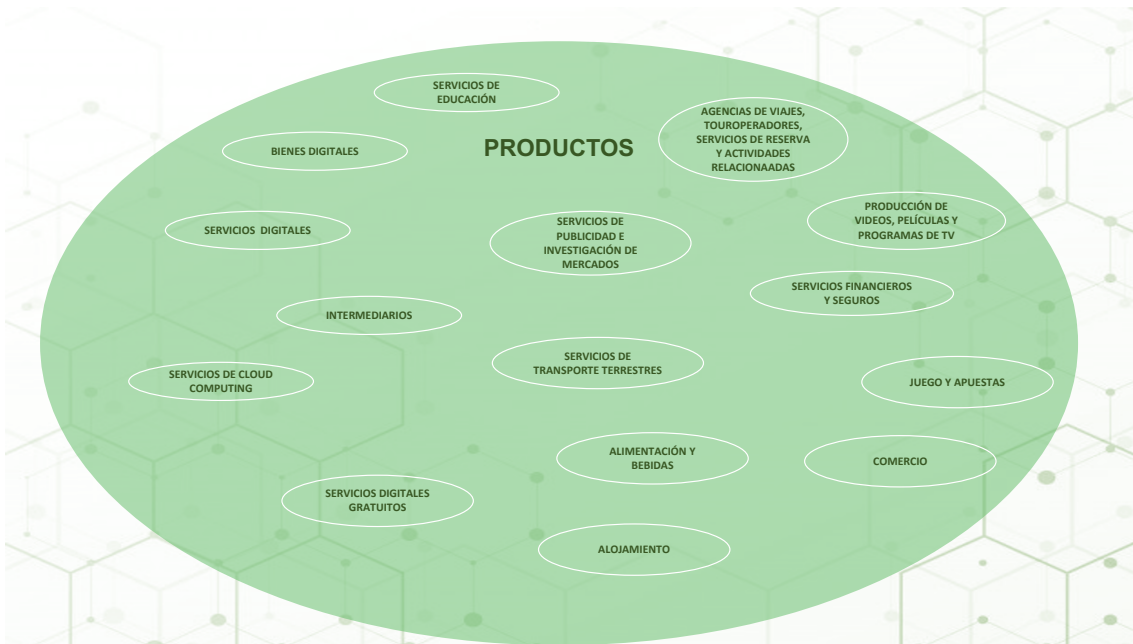 SERVICIOS DE
EDUCACIÓN
AGENCIAS DE VIAJES,
TOUROPERADORES,
SERVICIOS DE RESERVA
Y ACTIVIDADES
RELACIONAADAS
PRODUCTOS
BIENES DIGITALES
PRODUCCIÓN DE
VIDEOS, PELÍCULAS Y
PROGRAMAS DE TV
SERVICIOS DIGITALES
SERVICIOS DE
PUBLICIDAD E
INVESTIGACIÓN DE
MERCADOS
SERVICIOS FINANCIEROS
Y SEGUROS
INTERMEDIARIOS
SERVICIOS DE
TRANSPORTE TERRESTRES
SERVICIOS DE CLOUD
COMPUTING
JUEGO Y APUESTAS
ALIMENTACIÓN Y
BEBIDAS
COMERCIO
SERVICIOS DIGITALES
GRATUITOS
ALOJAMIENTO